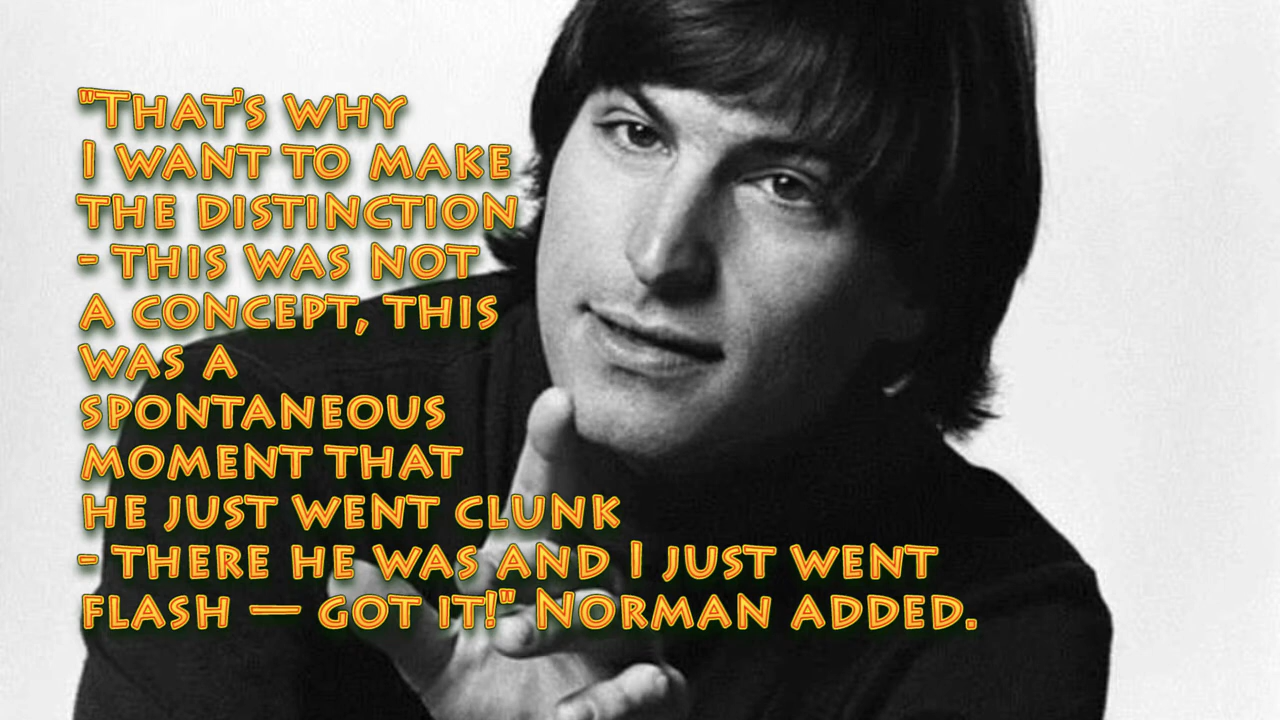 "That's why
I want to make
the distinction
- this was not
a concept, this
was a
spontaneous
moment that
he just went clunk
- there he was and I just went
flash — got it!" Norman added.